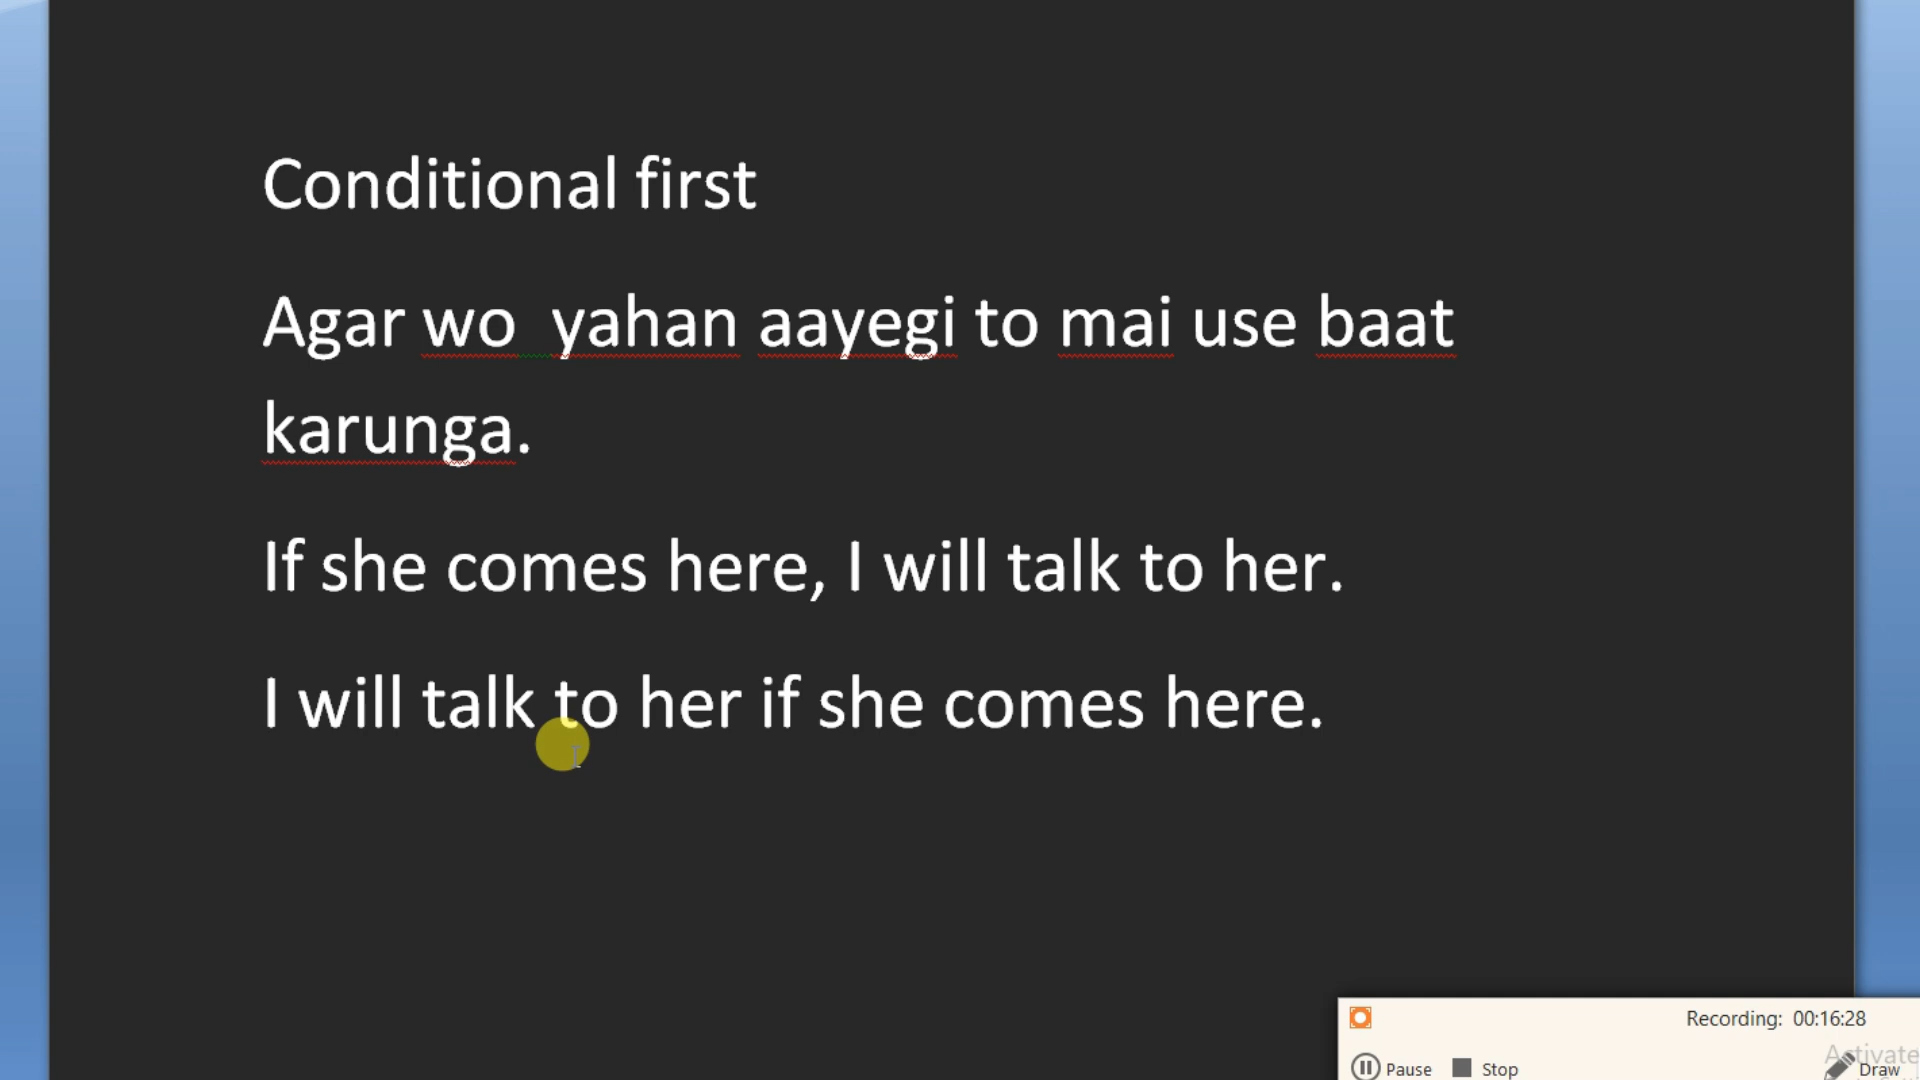 Conditional first
Agar wo  yahan aayegi to mai use baat
karunga.
If she comes here, I will talk to her.
I will talk to her if she comes here.
Recording: 00:16:28
Activate
Pause Stop Draw